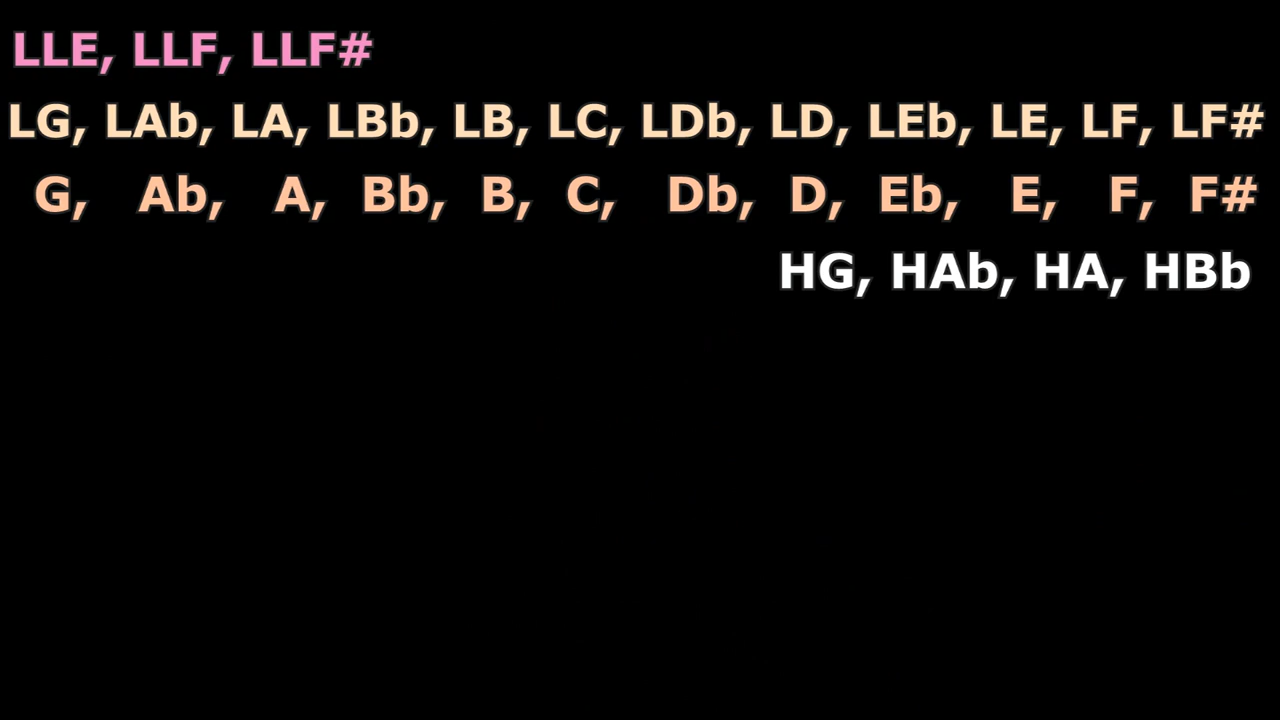 LLE, LLF, LLF#
LG, LAb, LA, LBb, LB, LC, LDb, LD, LEb, LE, LF, LF#
G, Ab, A, Bb, B, C, Db, D, Eb, E, F, F#
HG, HAb, HA, HBb